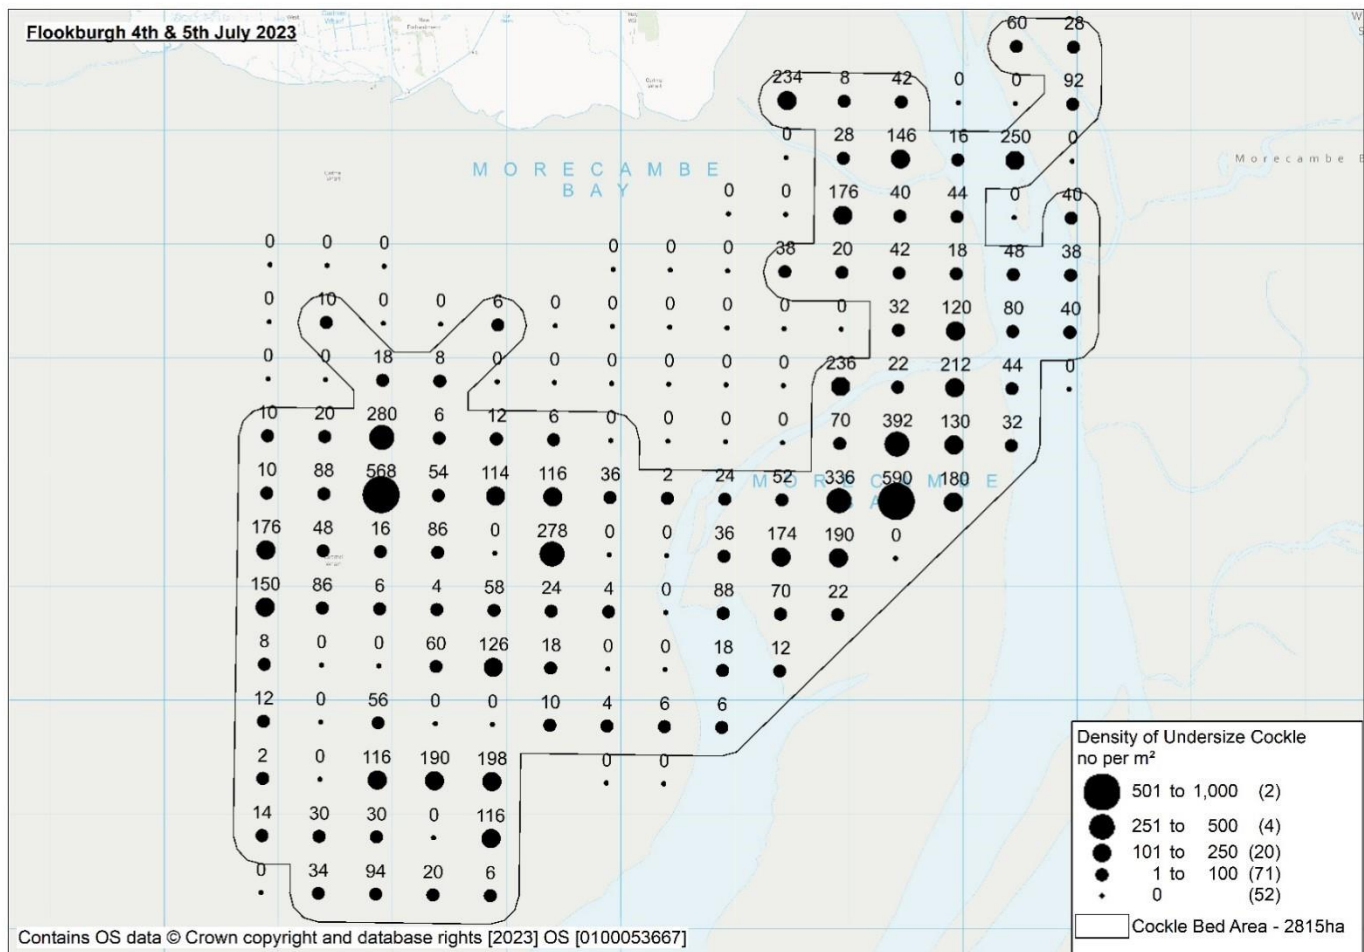 Flookburgh 4th & 5th July 2023
60 28
234 8 42 0 0 92
0 28 146 16 250 0
MORECAMBE
BAY
Morecambe B
0 0 176 40 44 0 40
0 0 0 0 0 0 38 20 42 18 48 38
0 10 0 0 6 0 0 0 0 0 0 32 120 80 40
0 0 18 8 0 0 0 0 0 0 236 22 212 44 0
10 20 280 6 12 6 0 0 0 0 70 392 130 32
10 88 568 54 114 116 36 2 24 52 336 590 180
MORECAMBE
BAY
176 48 16 86 0 278 0 0 36 174 190 0
150 86 6 4 58 24 4 0 88 70 22
8 0 0 60 126 18 0 0 18 12
12 0 56 0 0 10 4 6 6
2 0 116 190 198 0 0
14 30 30 0 116
0 34 94 20 6
Density of Undersize Cockle
no per m²
501 to 1,000 (2)
251 to 500 (4)
101 to 250 (20)
1 to 100 (71)
0 (52)
Cockle Bed Area - 2815ha
Contains OS data © Crown copyright and database rights [2023] OS [01000053667]